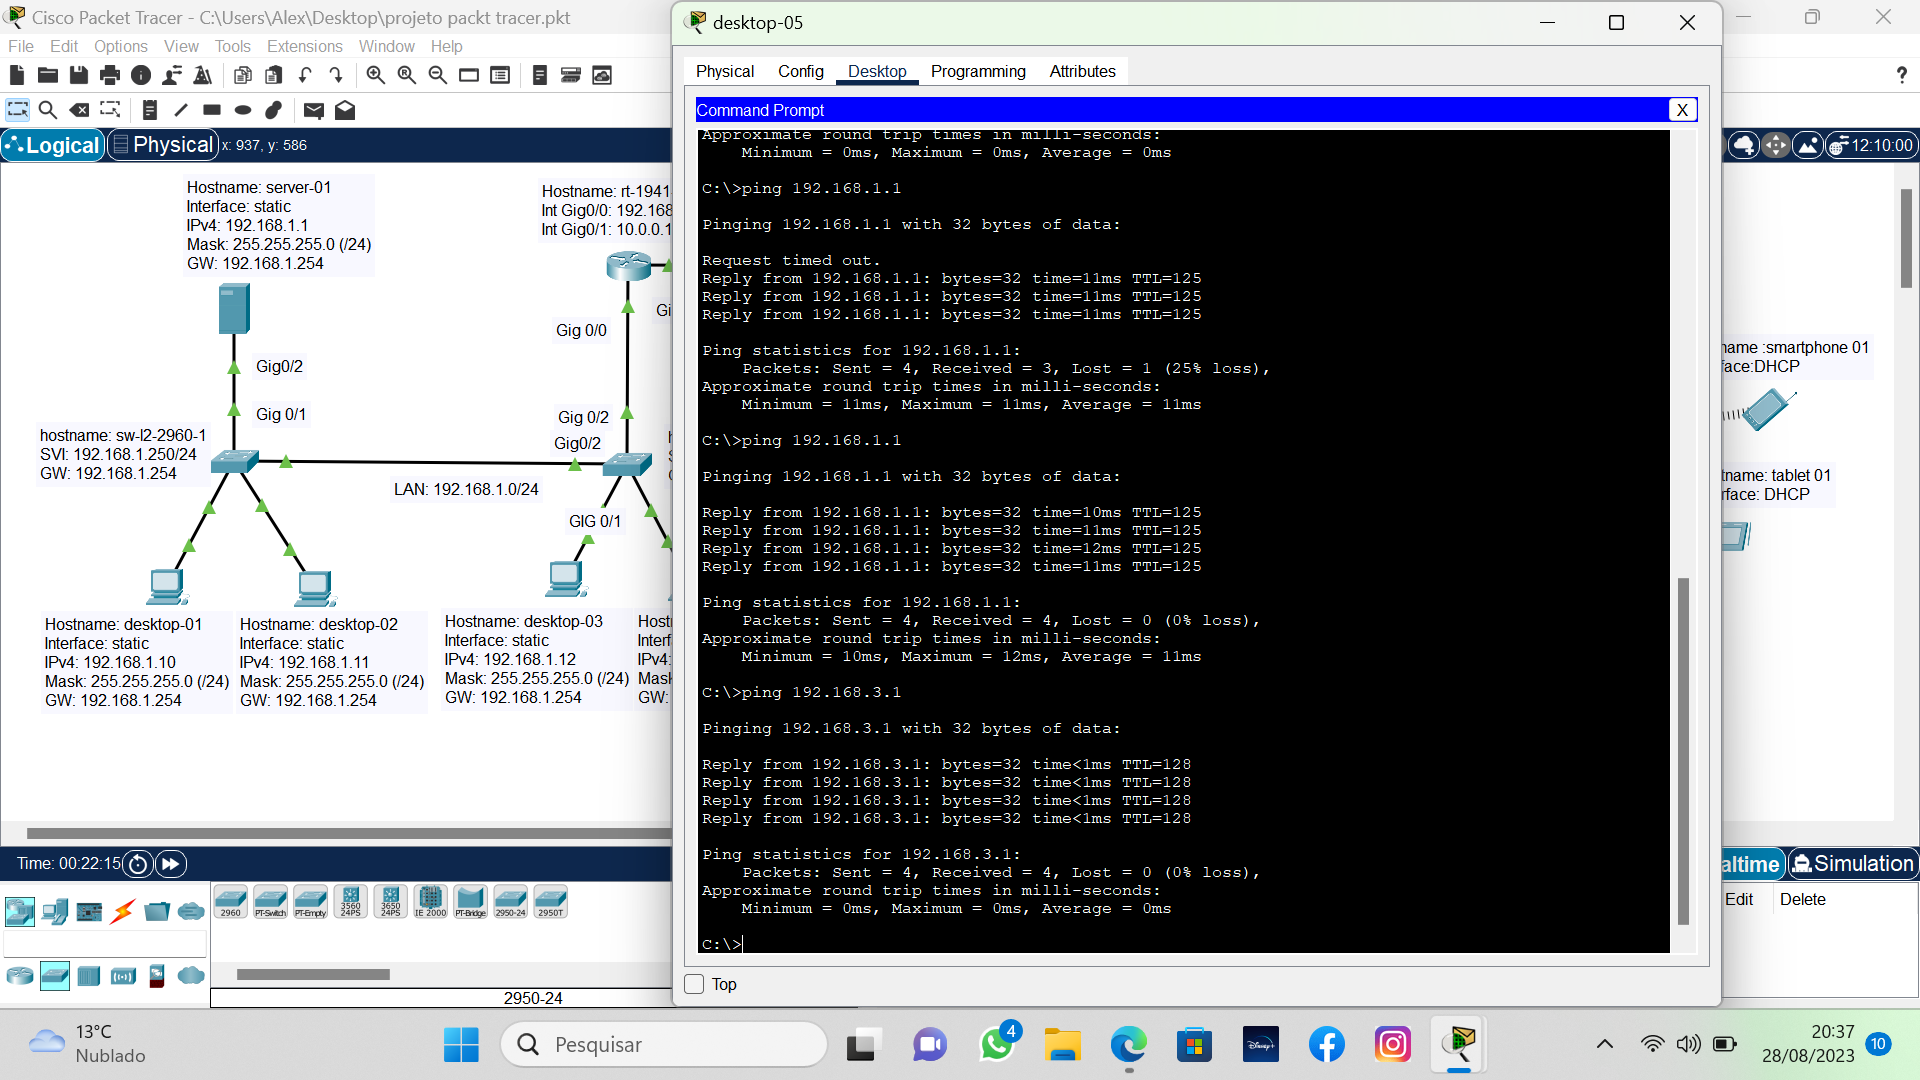 Cisco Packet Tracer - C:\Users\Alex\Desktop\projeto packt tracer.pkt
File Edit Options View Tools Extensions Window Help
Logical Physical x: 937, y: 586
12:10:00
Hostname: server-01
Interface: static
IPv4: 192.168.1.1
Mask: 255.255.255.0 (/24)
GW: 192.168.1.254
Hostname: rt-1941
Int Gig0/0: 192.168
Int Gig0/1: 10.0.0.1
Gi
Gig 0/0
Gig0/2
Gig 0/1
Gig 0/2
Gig0/2
hostname: sw-l2-2960-1
SVI: 192.168.1.250/24
GW: 192.168.1.254
LAN: 192.168.1.0/24
GIG 0/1
Hostname: desktop-01
Interface: static
IPv4: 192.168.1.10
Mask: 255.255.255.0 (/24)
GW: 192.168.1.254
Hostname: desktop-02
Interface: static
IPv4: 192.168.1.11
Mask: 255.255.255.0 (/24)
GW: 192.168.1.254
Hostname: desktop-03
Interface: static
IPv4: 192.168.1.12
Mask: 255.255.255.0 (/24)
GW: 192.168.1.254
Host
Interf
IPv4:
Mask
GW:
desktop-05
Physical Config Desktop Programming Attributes
Command Prompt X
Approximate round trip times in milli-seconds:
Minimum = 0ms, Maximum = 0ms, Average = 0ms
C:\>ping 192.168.1.1
Pinging 192.168.1.1 with 32 bytes of data:
Request timed out.
Reply from 192.168.1.1: bytes=32 time=11ms TTL=125
Reply from 192.168.1.1: bytes=32 time=11ms TTL=125
Reply from 192.168.1.1: bytes=32 time=11ms TTL=125
Ping statistics for 192.168.1.1:
Packets: Sent = 4, Received = 3, Lost = 1 (25% loss),
Approximate round trip times in milli-seconds:
Minimum = 11ms, Maximum = 11ms, Average = 11ms
C:\>ping 192.168.1.1
Pinging 192.168.1.1 with 32 bytes of data:
Reply from 192.168.1.1: bytes=32 time=10ms TTL=125
Reply from 192.168.1.1: bytes=32 time=11ms TTL=125
Reply from 192.168.1.1: bytes=32 time=12ms TTL=125
Reply from 192.168.1.1: bytes=32 time=11ms TTL=125
Ping statistics for 192.168.1.1:
Packets: Sent = 4, Received = 4, Lost = 0 (0% loss),
Approximate round trip times in milli-seconds:
Minimum = 10ms, Maximum = 12ms, Average = 11ms
C:\>ping 192.168.3.1
Pinging 192.168.3.1 with 32 bytes of data:
Reply from 192.168.3.1: bytes=32 time<1ms TTL=128
Reply from 192.168.3.1: bytes=32 time<1ms TTL=128
Reply from 192.168.3.1: bytes=32 time<1ms TTL=128
Reply from 192.168.3.1: bytes=32 time<1ms TTL=128
Ping statistics for 192.168.3.1:
Packets: Sent = 4, Received = 4, Lost = 0 (0% loss),
Approximate round trip times in milli-seconds:
Minimum = 0ms, Maximum = 0ms, Average = 0ms
C:\>
Top
name :smartphone 01
face:DHCP
tname: tablet 01
rface: DHCP
Time: 00:22:15
altime Simulation
Edit Delete
2960 PT-Switch PT-Empty 3560 24PS 3650 24PS IE 2000 PT-Bridge 2950-24 2950T
2950-24
13°C
Nublado
Pesquisar
4
Disney+
20:37
28/08/2023
10